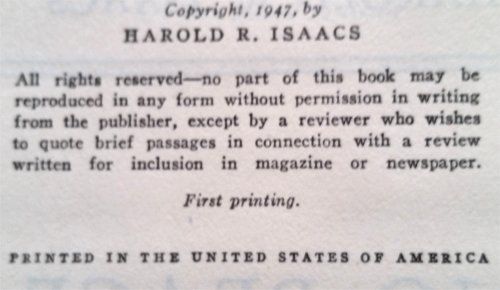 Copyright, 1947, by
HAROLD R. ISAACS
All rights reserved—no part of this book may be
reproduced in any form without permission in writing
from the publisher, except by a reviewer who wishes
to quote brief passages in connection with a review
written for inclusion in magazine or newspaper.
First printing.
PRINTED IN THE UNITED STATES OF AMERICA